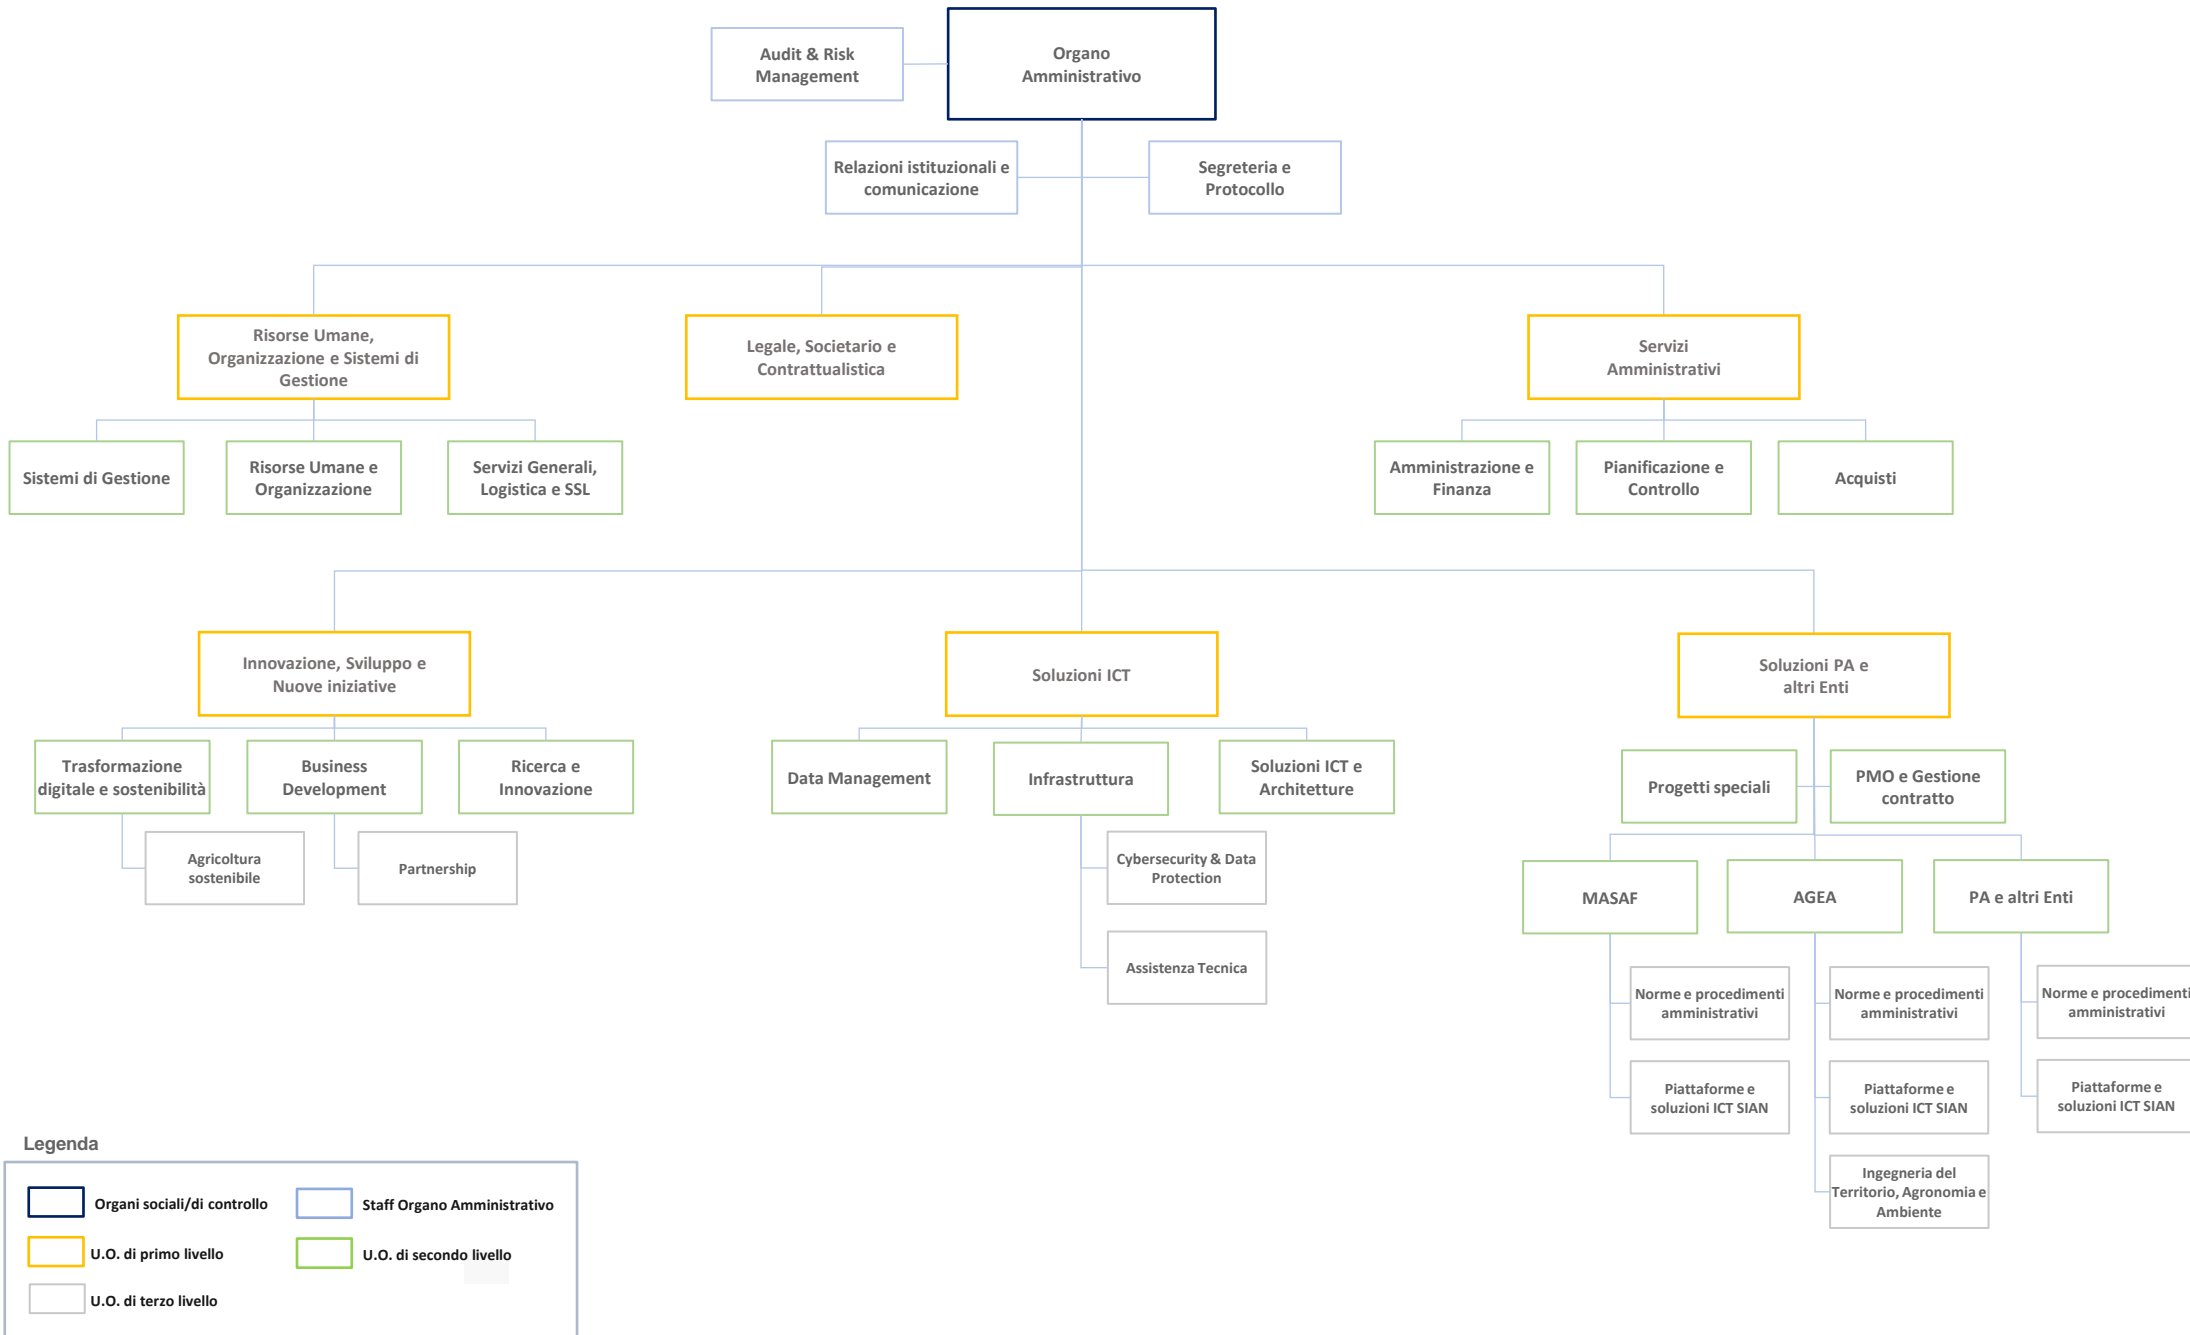 Audit & Risk
Management
Organo
Amministrativo
Relazioni istituzionali e
comunicazione
Segreteria e
Protocollo
Risorse Umane,
Organizzazione e Sistemi di
Gestione
Legale, Societario e
Contrattualistica
Servizi
Amministrativi
Sistemi di Gestione
Risorse Umane e
Organizzazione
Servizi Generali,
Logistica e SSL
Amministrazione e
Finanza
Pianificazione e
Controllo
Acquisti
Innovazione, Sviluppo e
Nuove iniziative
Soluzioni ICT
Soluzioni PA e
altri Enti
Trasformazione
digitale e sostenibilità
Business
Development
Ricerca e
Innovazione
Data Management
Infrastruttura
Soluzioni ICT e
Architetture
Progetti speciali
PMO e Gestione
contratto
Agricoltura
sostenibile
Partnership
Cybersecurity & Data
Protection
Assistenza Tecnica
MASAF
AGEA
PA e altri Enti
Norme e procedimenti
amministrativi
Norme e procedimenti
amministrativi
Norme e procedimenti
amministrativi
Piattaforme e
soluzioni ICT SIAN
Piattaforme e
soluzioni ICT SIAN
Piattaforme e
soluzioni ICT SIAN
Ingegneria del
Territorio, Agronomia e
Ambiente
Legenda
Organi sociali/di controllo
Staff Organo Amministrativo
U.O. di primo livello
U.O. di secondo livello
U.O. di terzo livello